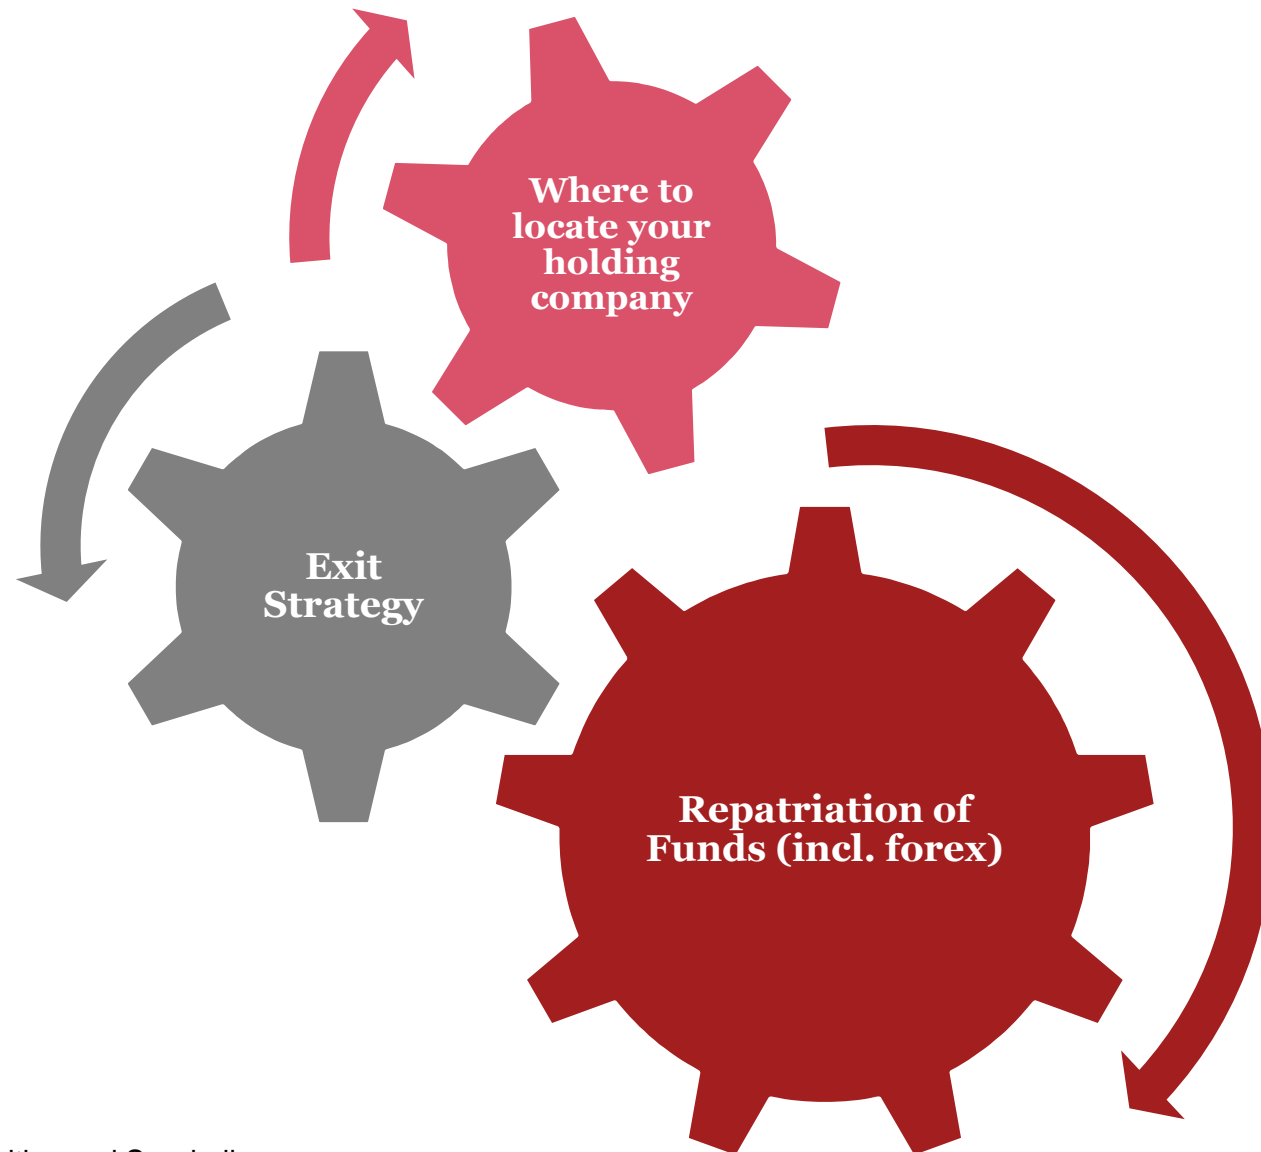 Where to
locate your
holding
company
Exit
Strategy
Repatriation of
Funds (incl. forex)